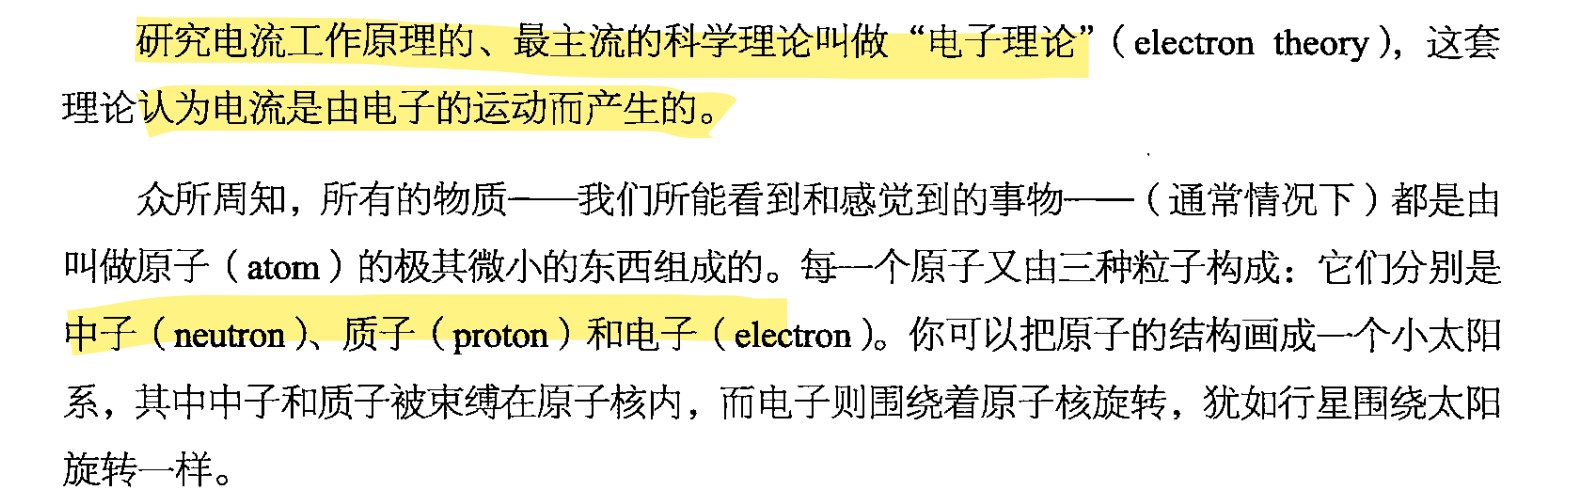 研究电流工作原理的、最主流的科学理论叫做“电子理论”（electron theory），这套
理论认为电流是由电子的运动而产生的。
众所周知，所有的物质——我们所能看到和感觉到的事物——（通常情况下）都是由
叫做原子（atom）的极其微小的东西组成的。每一个原子又由三种粒子构成：它们分别是
中子（neutron）、质子（proton）和电子（electron）。你可以把原子的结构画成一个小太阳
系，其中中子和质子被束缚在原子核内，而电子则围绕着原子核旋转，犹如行星围绕太阳
旋转一样。